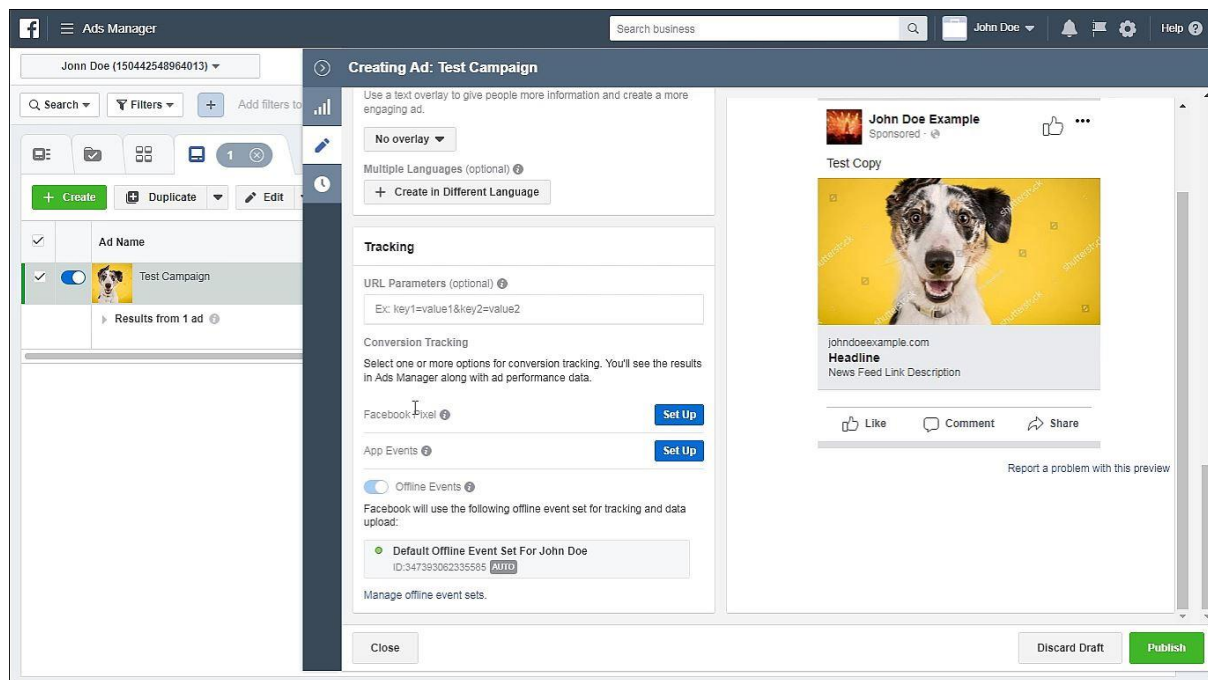 f
Ads Manager
Search business
John Doe
Help
Jonn Doe (150442548964013)
Search
Filters
+
Add filters to
1
+ Create
Duplicate
Edit
Ad Name
Test Campaign
Results from 1 ad
Creating Ad: Test Campaign
Use a text overlay to give people more information and create a more
engaging ad.
No overlay
Multiple Languages (optional)
+ Create in Different Language
Tracking
URL Parameters (optional)
Ex: key1=value1&key2=value2
Conversion Tracking
Select one or more options for conversion tracking. You'll see the results
in Ads Manager along with ad performance data.
Facebook Pixel
Set Up
App Events
Set Up
Offline Events
Facebook will use the following offline event set for tracking and data
upload:
Default Offline Event Set For John Doe
ID:347393062335585 AUTO
Manage offline event sets.
Close
Discard Draft
Publish
John Doe Example
Sponsored ·
Test Copy
shutterstock
shutterstock
shutterstock
shutterstock
johndoeexample.com
Headline
News Feed Link Description
Like
Comment
Share
Report a problem with this preview